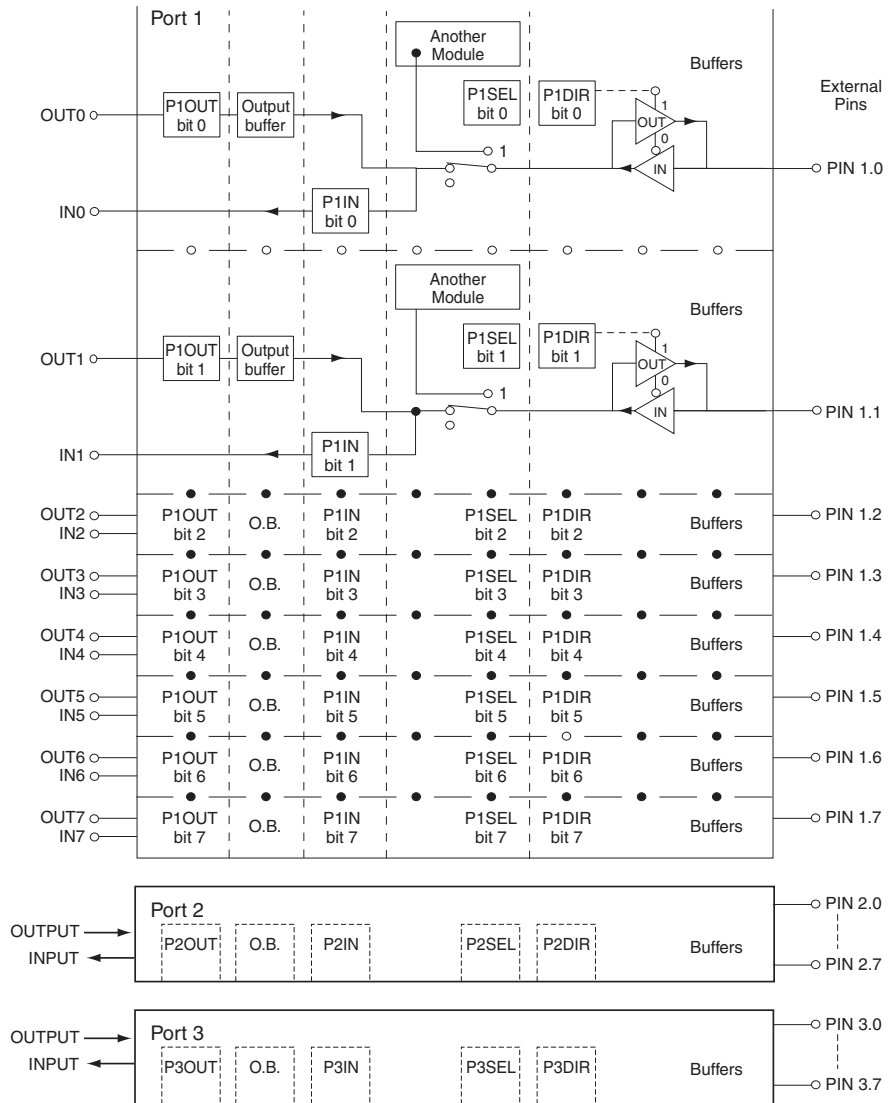 Port 1
Another
Module
Buffers
External
Pins
P1SEL
bit 0
P1DIR
bit 0
OUT0
P1OUT
bit 0
Output
buffer
1
OUT
0
1
IN
PIN 1.0
IN0
P1IN
bit 0
Another
Module
Buffers
P1SEL
bit 1
P1DIR
bit 1
OUT1
P1OUT
bit 1
Output
buffer
1
OUT
0
1
IN
PIN 1.1
IN1
P1IN
bit 1
OUT2
IN2
P1OUT
bit 2
O.B.
P1IN
bit 2
P1SEL
bit 2
P1DIR
bit 2
Buffers
PIN 1.2
OUT3
IN3
P1OUT
bit 3
O.B.
P1IN
bit 3
P1SEL
bit 3
P1DIR
bit 3
Buffers
PIN 1.3
OUT4
IN4
P1OUT
bit 4
O.B.
P1IN
bit 4
P1SEL
bit 4
P1DIR
bit 4
Buffers
PIN 1.4
OUT5
IN5
P1OUT
bit 5
O.B.
P1IN
bit 5
P1SEL
bit 5
P1DIR
bit 5
Buffers
PIN 1.5
OUT6
IN6
P1OUT
bit 6
O.B.
P1IN
bit 6
P1SEL
bit 6
P1DIR
bit 6
Buffers
PIN 1.6
OUT7
IN7
P1OUT
bit 7
O.B.
P1IN
bit 7
P1SEL
bit 7
P1DIR
bit 7
Buffers
PIN 1.7
Port 2
OUTPUT
INPUT
P2OUT
O.B.
P2IN
P2SEL
P2DIR
Buffers
PIN 2.0
PIN 2.7
Port 3
OUTPUT
INPUT
P3OUT
O.B.
P3IN
P3SEL
P3DIR
Buffers
PIN 3.0
PIN 3.7